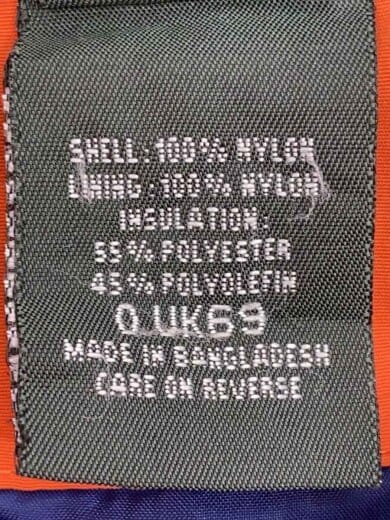 SHELL: 100% NYLON
LINING: 100% NYLON
INSULATION:
55% POLYESTER
45% POLYOLEFIN
0.UK69
MADE IN BANGLADESH
CARE ON REVERSE